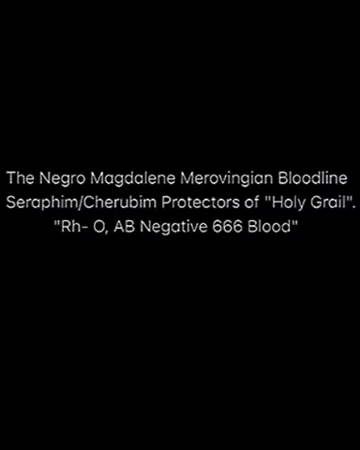 The Negro Magdalene Merovingian Bloodline
Seraphim/Cherubim Protectors of "Holy Grail".
"Rh- O, AB Negative 666 Blood"